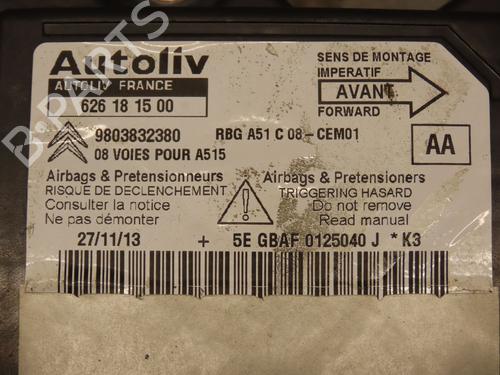 Autoliv
AUTOLIV FRANCE
626 18 15 00
SENS DE MONTAGE
IMPERATIF
AVANT
FORWARD
9803832380
RBG A51 C 08-CEM01
AA
08 VOIES POUR A515
Airbags & Pretensionneurs
RISQUE DE DECLENCHEMENT
Consulter la notice
Ne pas démonter
Airbags & Pretensioners
TRIGGERING HASARD
Do not remove
Read manual
27/11/13 + 5E GBAF 0125040 J * K3
B-PARTS